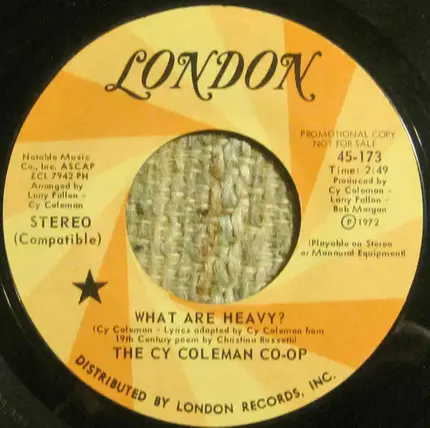 LONDON
PROMOTIONAL COPY
NOT FOR SALE
45-173
Time: 2:49
Produced by
Cy Coleman -
Larry Fallon -
Bob Morgan
Ⓟ 1972
(Playable on Stereo
or Monaural Equipment)
Notable Music
Co., Inc. ASCAP
ZCL 7942 PH
Arranged by
Larry Fallon -
Cy Coleman
STEREO
(Compatible)
WHAT ARE HEAVY?
(Cy Coleman - Lyrics adapted by Cy Coleman from
19th Century poem by Christina Rossetti)
THE CY COLEMAN CO-OP
DISTRIBUTED BY LONDON RECORDS, INC.